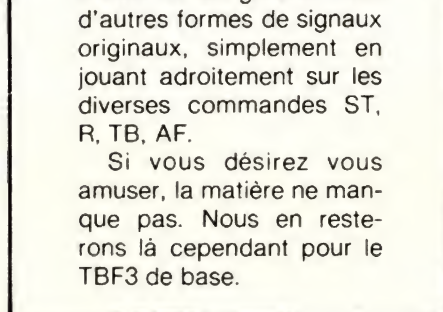 d'autres formes de signaux
originaux, simplement en
jouant adroitement sur les
diverses commandes ST,
R, TB, AF.
Si vous désirez vous
amuser, la matière ne man-
que pas. Nous en reste-
rons là cependant pour le
TBF3 de base.